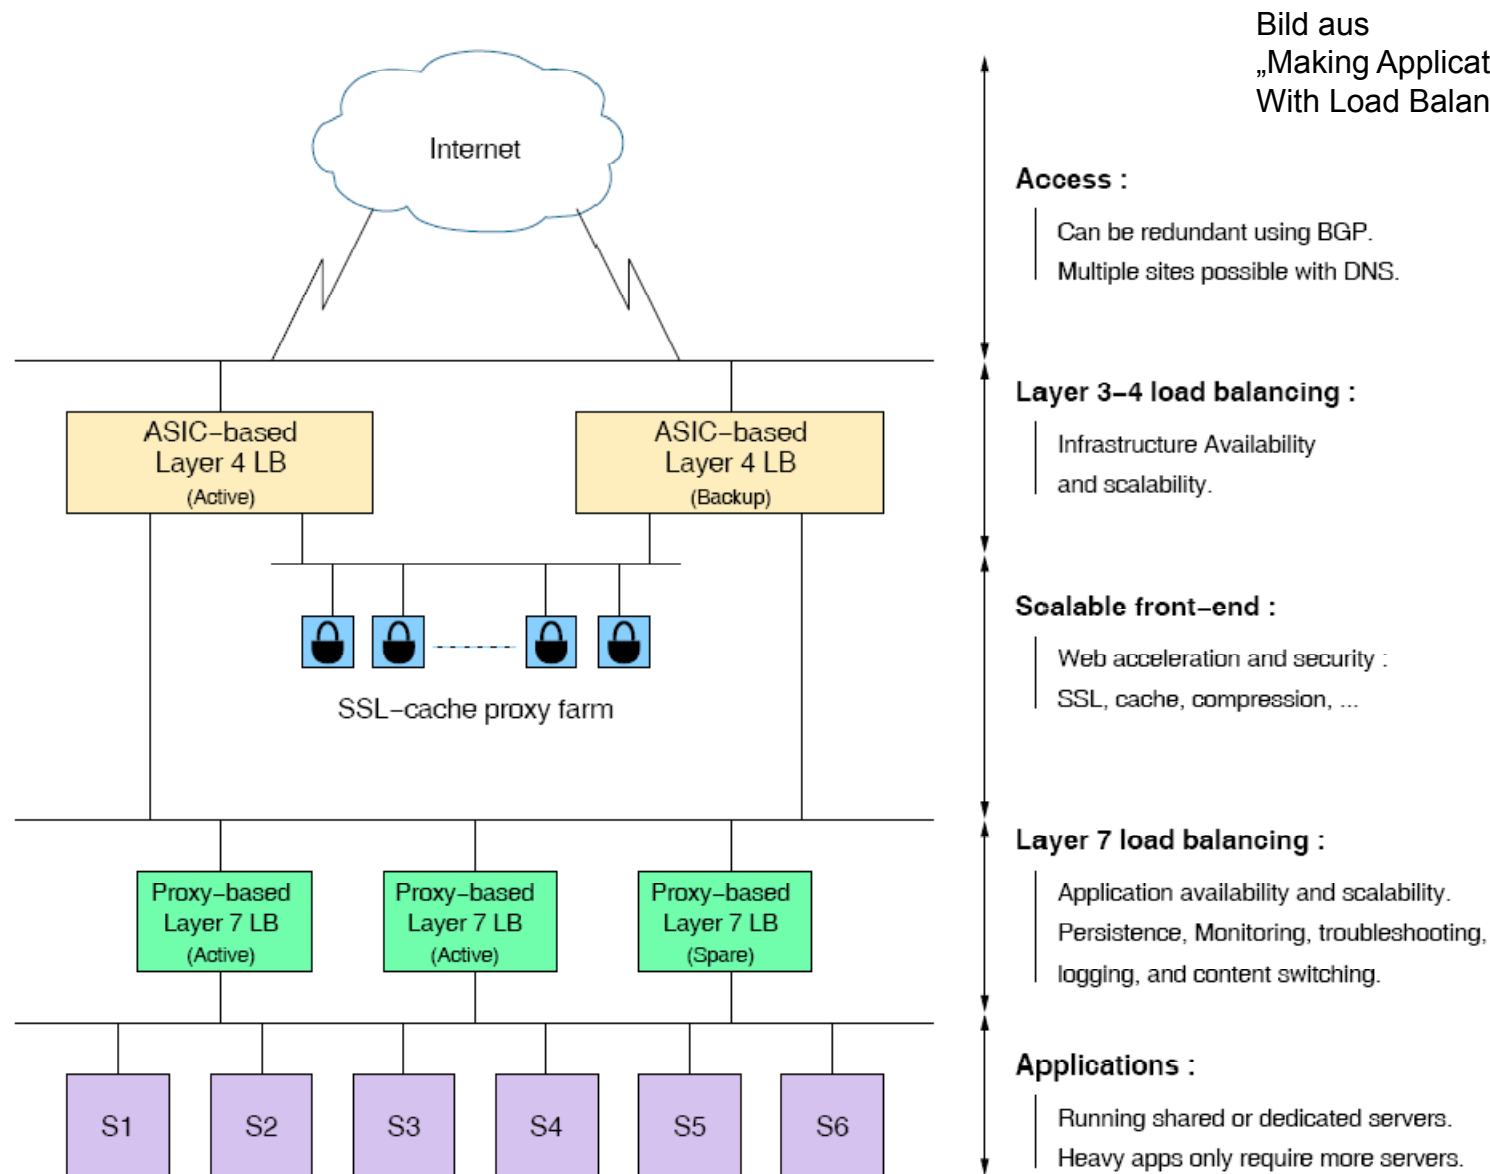 Bild aus
„Making Applicat
With Load Balan
Internet
Access :
Can be redundant using BGP.
Multiple sites possible with DNS.
Layer 3–4 load balancing :
Infrastructure Availability
and scalability.
ASIC–based
Layer 4 LB
(Active)
ASIC–based
Layer 4 LB
(Backup)
Scalable front–end :
Web acceleration and security :
SSL, cache, compression, ...
SSL–cache proxy farm
Layer 7 load balancing :
Application availability and scalability.
Persistence, Monitoring, troubleshooting,
logging, and content switching.
Proxy–based
Layer 7 LB
(Active)
Proxy–based
Layer 7 LB
(Active)
Proxy–based
Layer 7 LB
(Spare)
Applications :
Running shared or dedicated servers.
Heavy apps only require more servers.
S1
S2
S3
S4
S5
S6